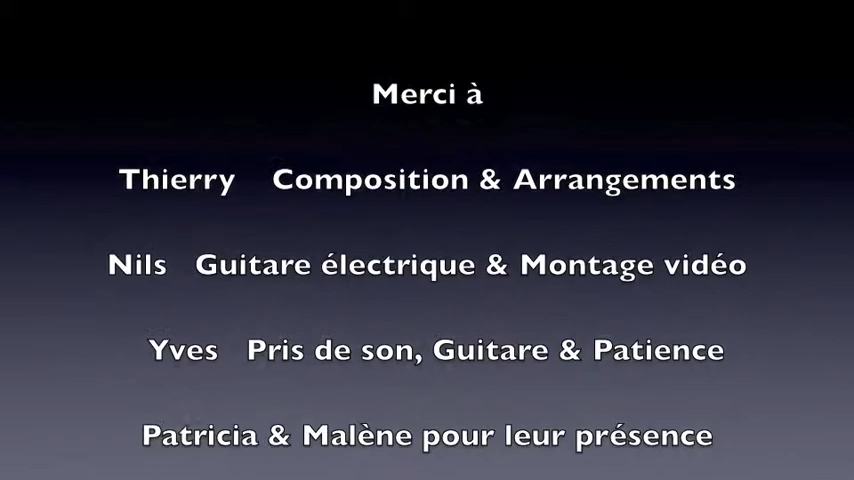 Merci à
Thierry Composition & Arrangements
Nils Guitare électrique & Montage vidéo
Yves Pris de son, Guitare & Patience
Patricia & Malène pour leur présence